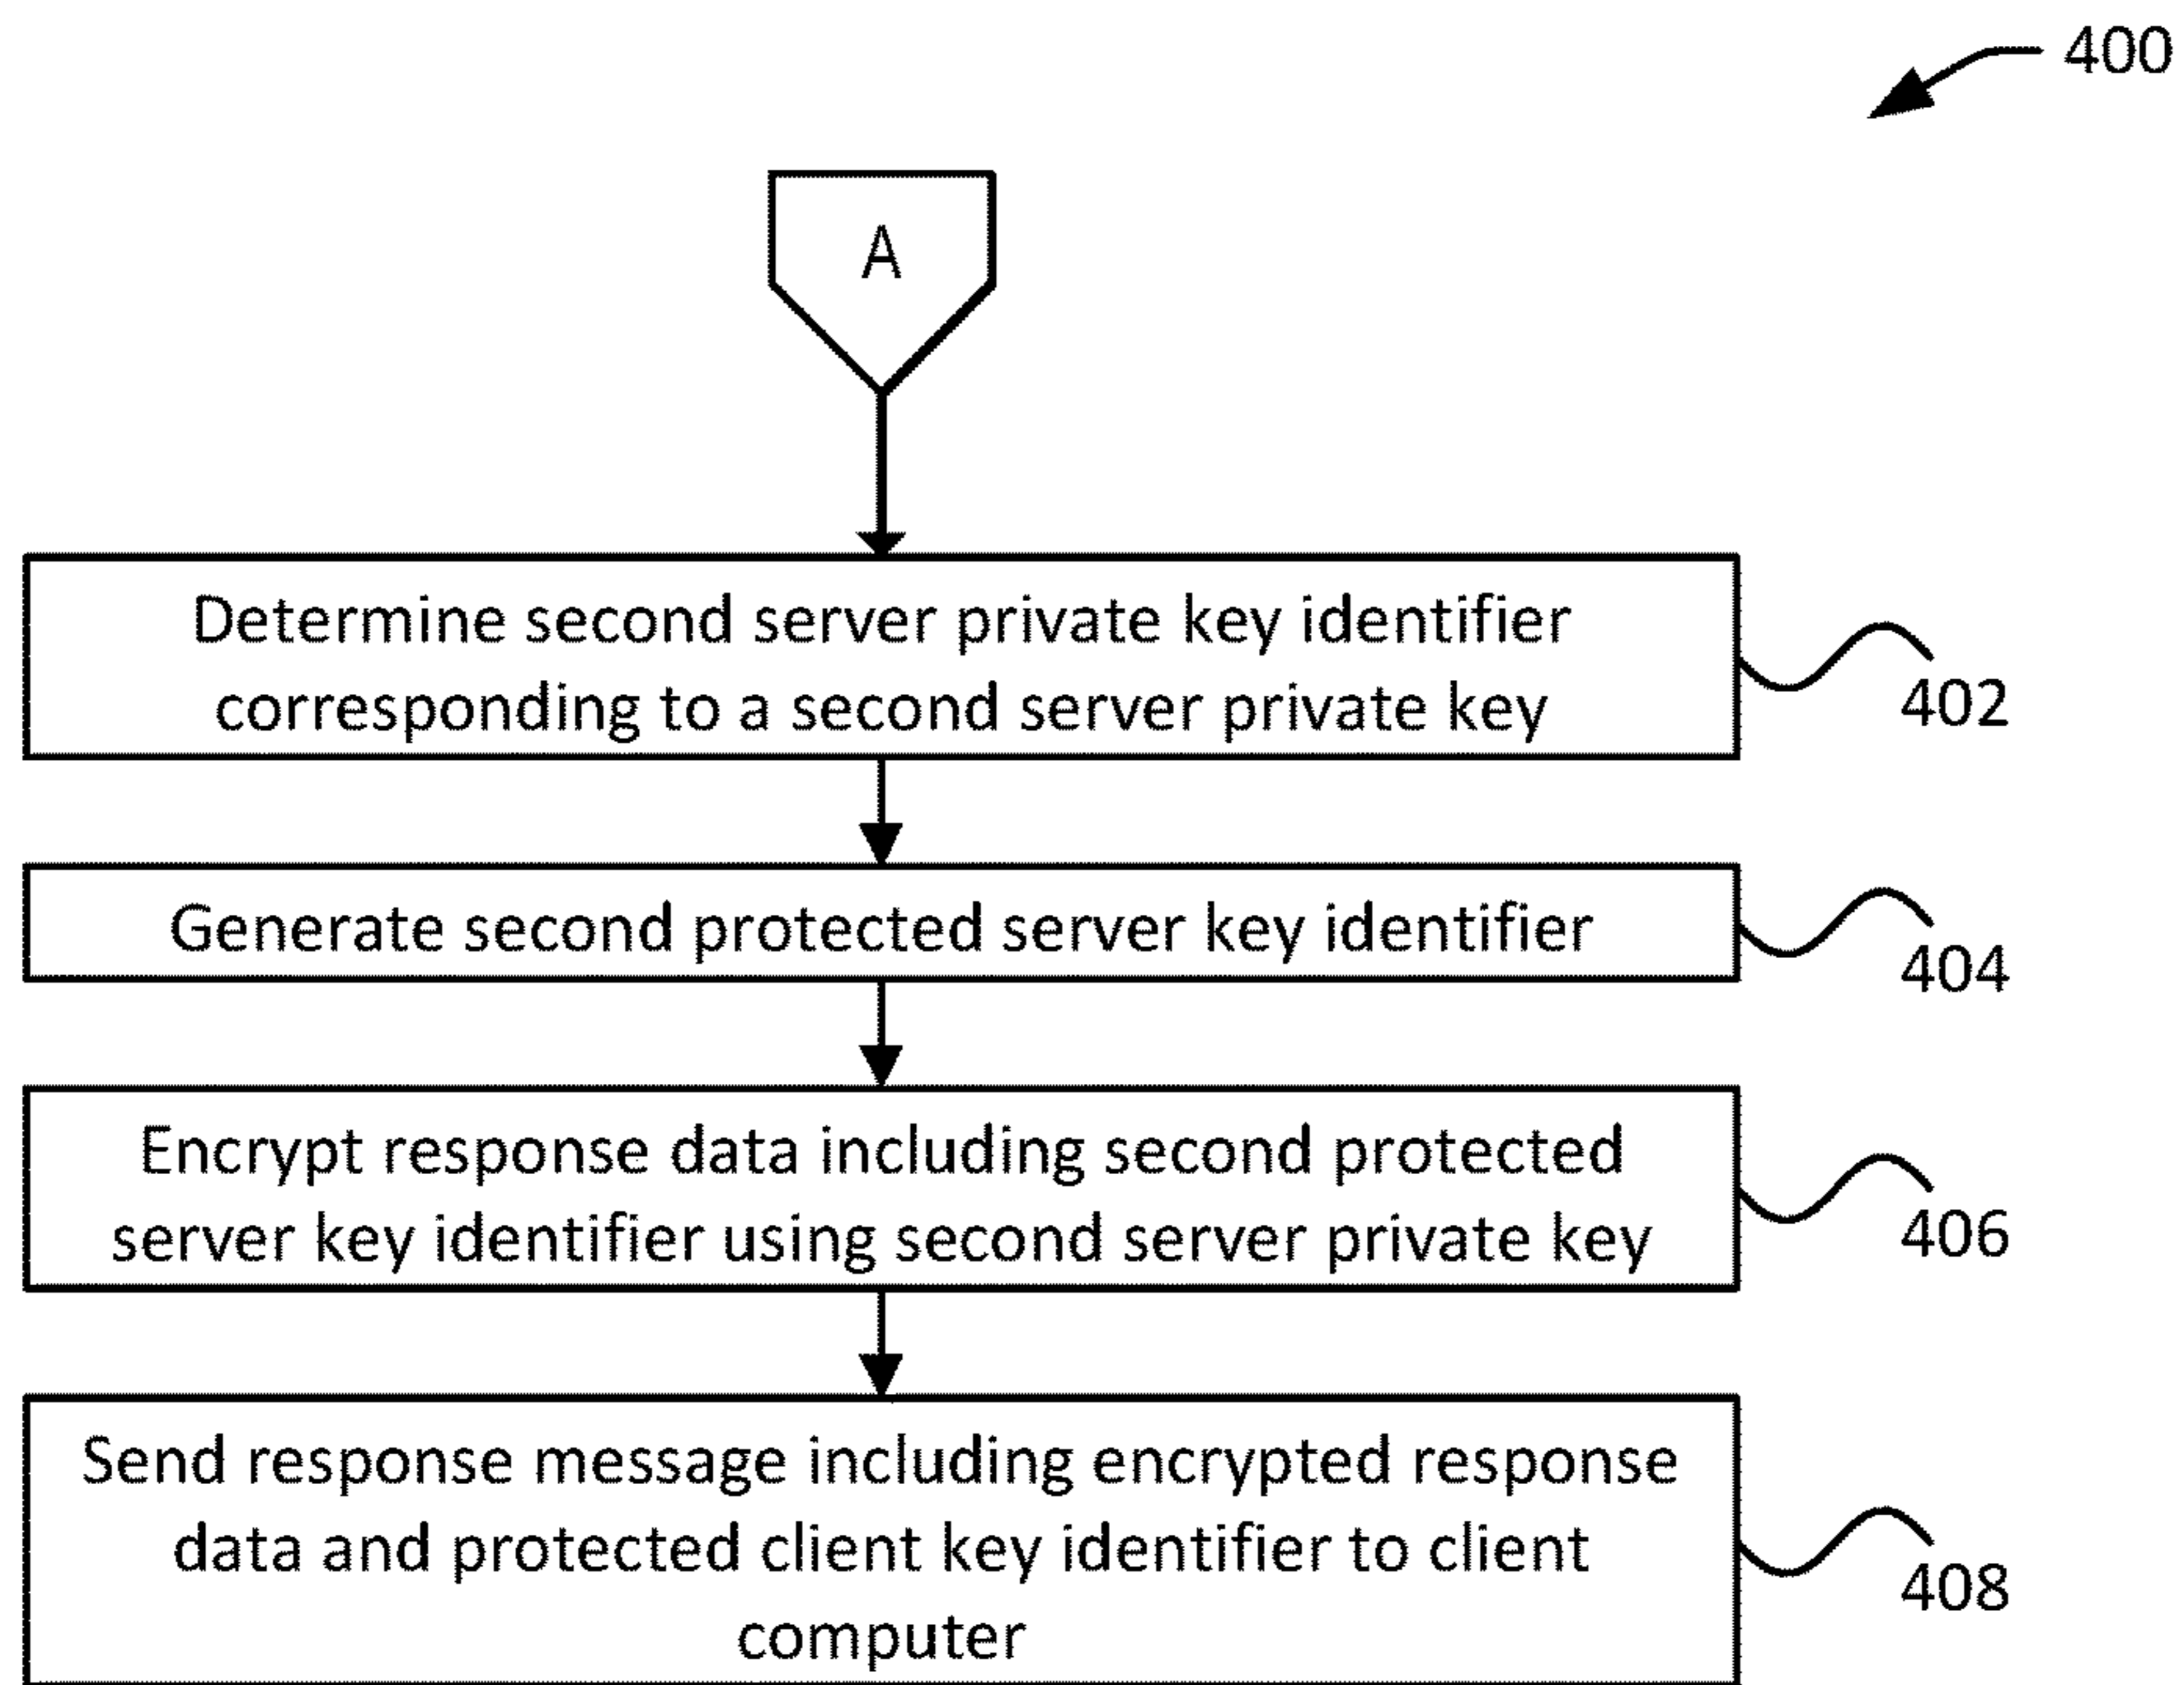 400
A
Determine second server private key identifier
corresponding to a second server private key
402
Generate second protected server key identifier
404
Encrypt response data including second protected
server key identifier using second server private key
406
Send response message including encrypted response
data and protected client key identifier to client
computer
408